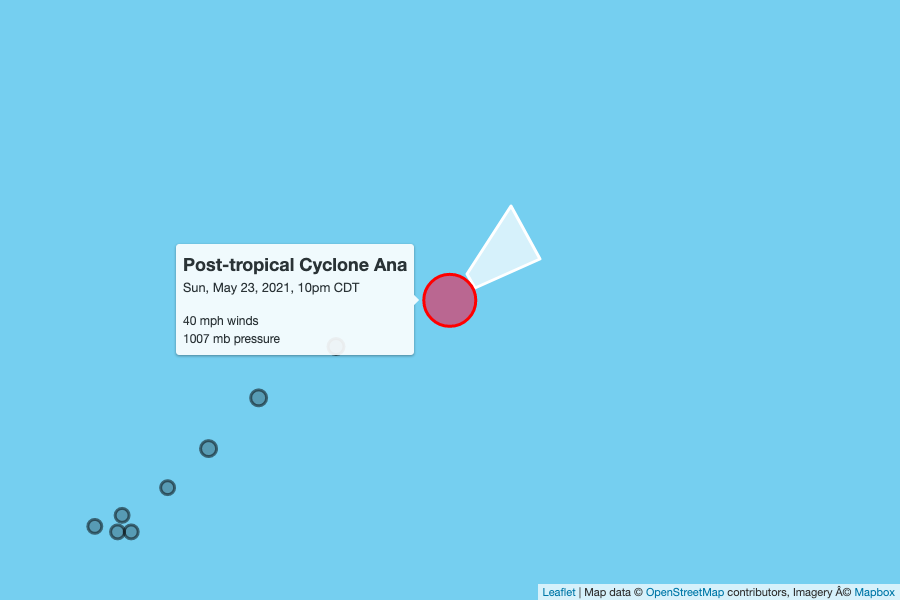 Post-tropical Cyclone Ana
Sun, May 23, 2021, 10pm CDT
40 mph winds
1007 mb pressure
Leaflet | Map data © OpenStreetMap contributors, Imagery Â© Mapbox